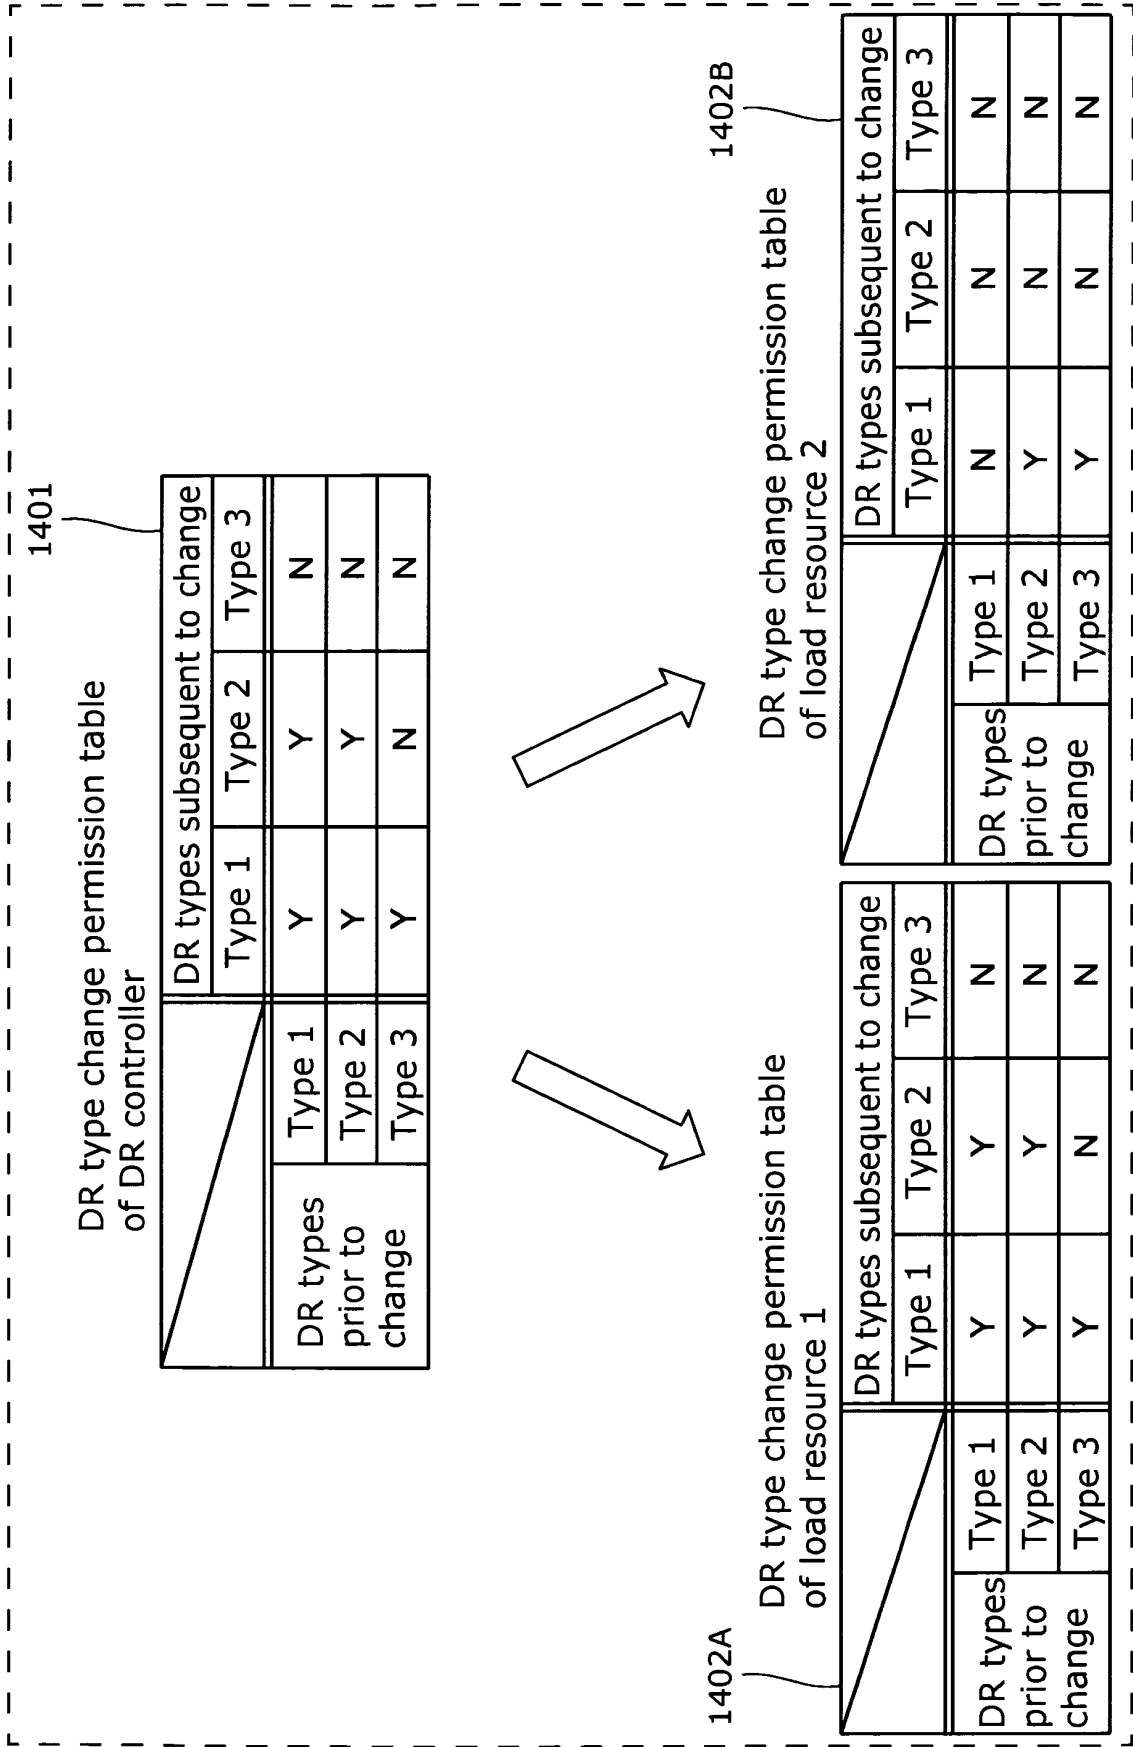 1401
DR type change permission table
of DR controller
DR types subsequent to change
Type 1 Type 2 Type 3
DR types
prior to
change
Type 1 Y Y N
Type 2 Y Y N
Type 3 Y N N
1402A
DR type change permission table
of load resource 1
DR types subsequent to change
Type 1 Type 2 Type 3
DR types
prior to
change
Type 1 Y Y N
Type 2 Y Y N
Type 3 Y N N
1402B
DR type change permission table
of load resource 2
DR types subsequent to change
Type 1 Type 2 Type 3
DR types
prior to
change
Type 1 N N N
Type 2 Y N N
Type 3 Y N N